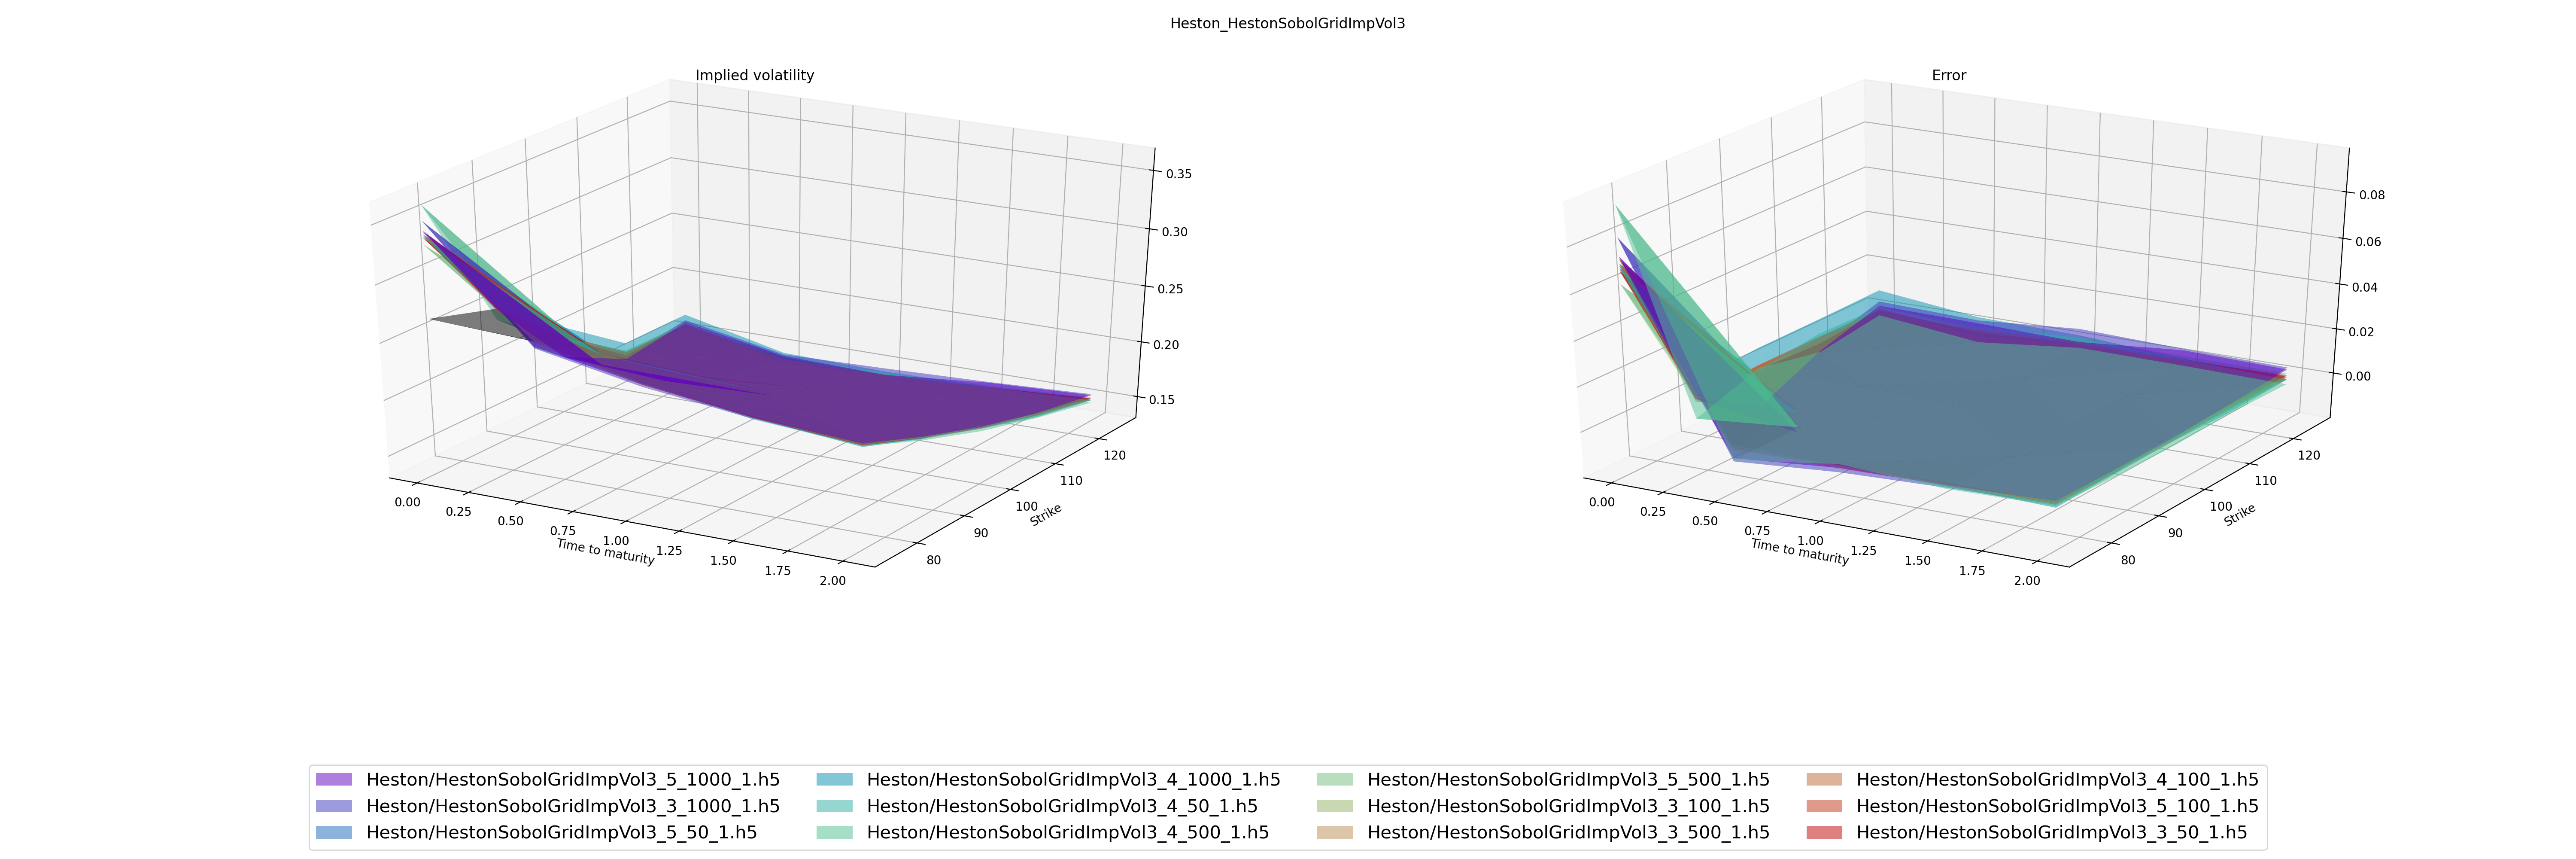 Heston_HestonSobolGridImpVol3
Implied volatility
Error
0.35
0.30
0.25
0.20
0.15
120
110
100
90
80
Strike
0.00
0.25
0.50
0.75
1.00
1.25
1.50
1.75
2.00
Time to maturity
0.08
0.06
0.04
0.02
0.00
120
110
100
90
80
Strike
0.00
0.25
0.50
0.75
1.00
1.25
1.50
1.75
2.00
Time to maturity
Heston/HestonSobolGridImpVol3_5_1000_1.h5
Heston/HestonSobolGridImpVol3_3_1000_1.h5
Heston/HestonSobolGridImpVol3_5_50_1.h5
Heston/HestonSobolGridImpVol3_4_1000_1.h5
Heston/HestonSobolGridImpVol3_4_50_1.h5
Heston/HestonSobolGridImpVol3_4_500_1.h5
Heston/HestonSobolGridImpVol3_5_500_1.h5
Heston/HestonSobolGridImpVol3_3_100_1.h5
Heston/HestonSobolGridImpVol3_3_500_1.h5
Heston/HestonSobolGridImpVol3_4_100_1.h5
Heston/HestonSobolGridImpVol3_5_100_1.h5
Heston/HestonSobolGridImpVol3_3_50_1.h5